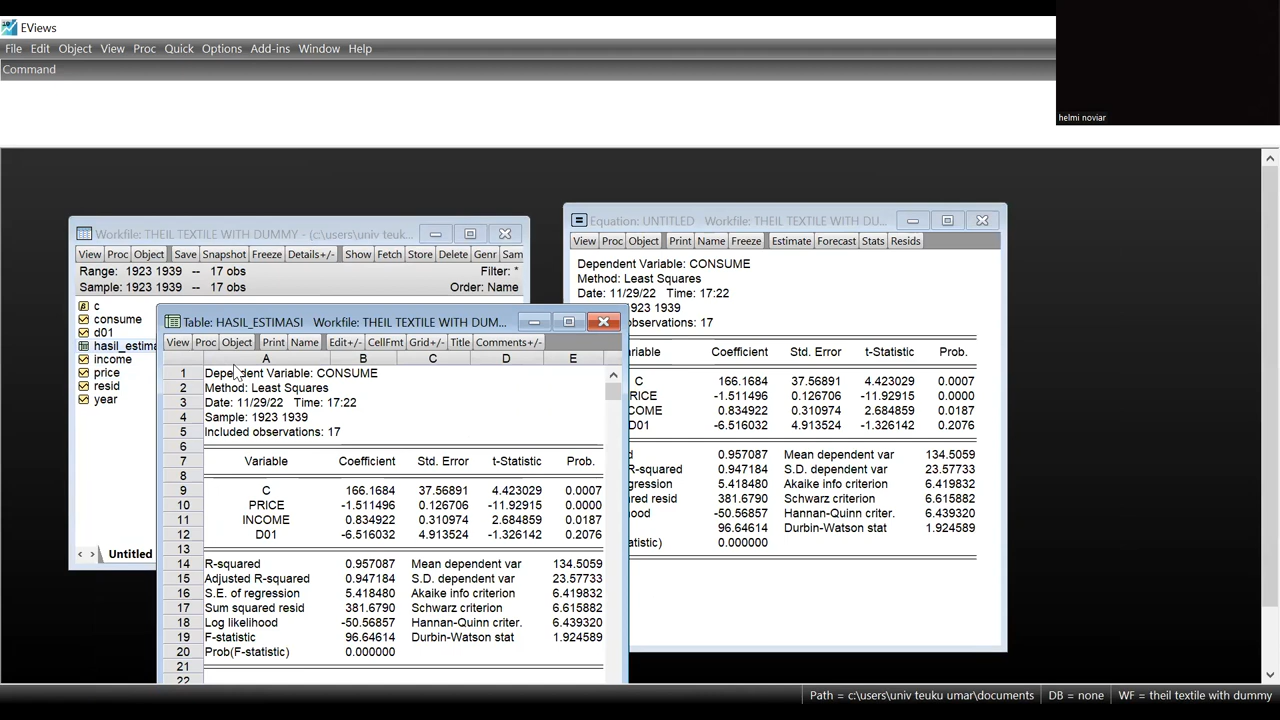 EViews
File Edit Object View Proc Quick Options Add-ins Window Help
Command
helmi noviar
Workfile: THEIL TEXTILE WITH DUMMY - (c:\users\univ teuku...
View Proc Object Save Snapshot Freeze Details+/- Show Fetch Store Delete Genr Sam
Range: 1923 1939 -- 17 obs Filter: *
Sample: 1923 1939 -- 17 obs Order: Name
c
consume
d01
hasil_estima
income
price
resid
year
Untitled
Equation: UNTITLED Workfile: THEIL TEXTILE WITH DU...
View Proc Object Print Name Freeze Estimate Forecast Stats Resids
Dependent Variable: CONSUME
Method: Least Squares
Date: 11/29/22 Time: 17:22
1923 1939
observations: 17
riable Coefficient Std. Error t-Statistic Prob.
C 166.1684 37.56891 4.423029 0.0007
RICE -1.511496 0.126706 -11.92915 0.0000
COME 0.834922 0.310974 2.684859 0.0187
D01 -6.516032 4.913524 -1.326142 0.2076
d 0.957087 Mean dependent var 134.5059
R-squared 0.947184 S.D. dependent var 23.57733
gression 5.418480 Akaike info criterion 6.419832
ared resid 381.6790 Schwarz criterion 6.615882
ood -50.56857 Hannan-Quinn criter. 6.439320
96.64614 Durbin-Watson stat 1.924589
atistic) 0.000000
Table: HASIL_ESTIMASI Workfile: THEIL TEXTILE WITH DUM...
View Proc Object Print Name Edit+/- CellFmt Grid+/- Title Comments+/-
A B C D E
1 Dependent Variable: CONSUME
2 Method: Least Squares
3 Date: 11/29/22 Time: 17:22
4 Sample: 1923 1939
5 Included observations: 17
6
7 Variable Coefficient Std. Error t-Statistic Prob.
8
9 C 166.1684 37.56891 4.423029 0.0007
10 PRICE -1.511496 0.126706 -11.92915 0.0000
11 INCOME 0.834922 0.310974 2.684859 0.0187
12 D01 -6.516032 4.913524 -1.326142 0.2076
13
14 R-squared 0.957087 Mean dependent var 134.5059
15 Adjusted R-squared 0.947184 S.D. dependent var 23.57733
16 S.E. of regression 5.418480 Akaike info criterion 6.419832
17 Sum squared resid 381.6790 Schwarz criterion 6.615882
18 Log likelihood -50.56857 Hannan-Quinn criter. 6.439320
19 F-statistic 96.64614 Durbin-Watson stat 1.924589
20 Prob(F-statistic) 0.000000
21
22
Path = c:\users\univ teuku umar\documents DB = none WF = theil textile with dummy